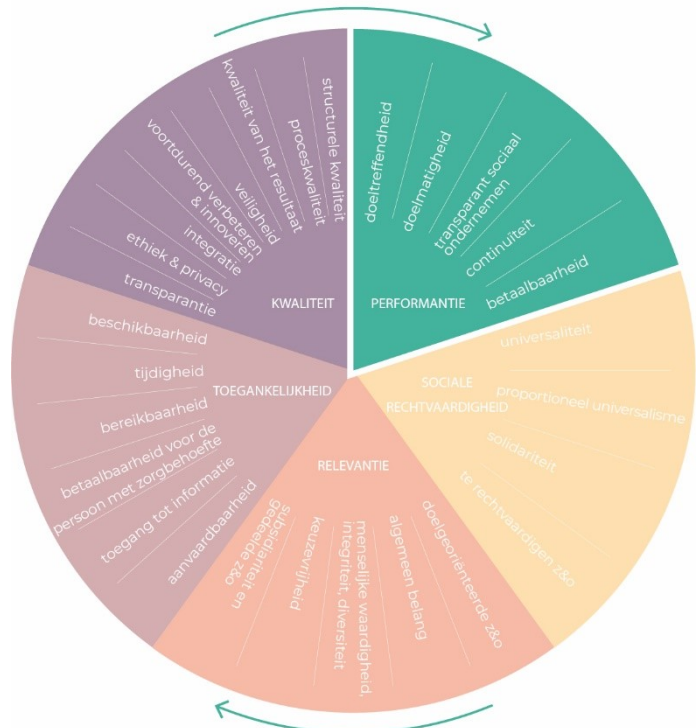 KWALITEIT
structurele kwaliteit
proceskwaliteit
kwaliteit van het resultaat
veiligheid
voortdurend verbeteren
& innoveren
integratie
ethiek & privacy
transparantie
PERFORMANTIE
doeltreffendheid
doelmatigheid
transparant sociaal
ondernemen
continuïteit
betaalbaarheid
SOCIALE
RECHTVAARDIGHEID
universaliteit
proportioneel universalisme
solidariteit
te rechtvaardigen z&o
RELEVANTIE
doelgeoriënteerde z&o
algemeen belang
menselijke waardigheid,
integriteit, diversiteit
keuzevrijheid
subsidiariteit en
gedeelde z&o
TOEGANKELIJKHEID
beschikbaarheid
tijdigheid
bereikbaarheid
betaalbaarheid voor de
persoon met zorgbehoefte
toegang tot informatie
aanvaardbaarheid